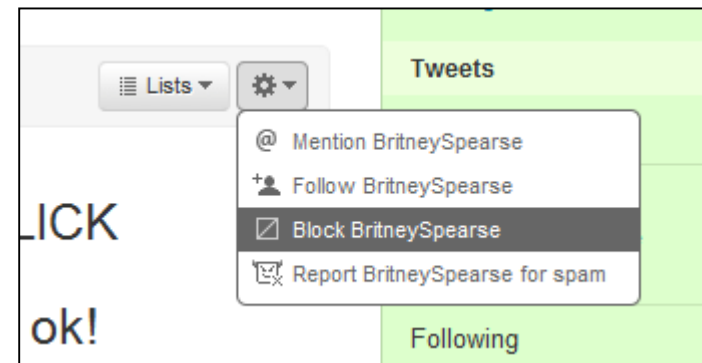 Tweets
Lists
@ Mention BritneySpearse
Follow BritneySpearse
LICK
Block BritneySpearse
Report BritneySpearse for spam
ok!
Following